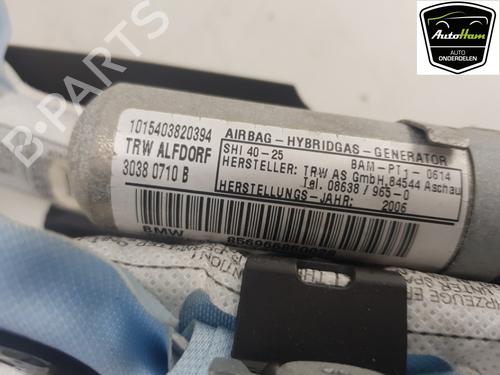 AutoHam
AUTO
ONDERDELEN
1015403820394
TRW ALFDORF
3038 0710 B
AIRBAG - HYBRIDGAS - GENERATOR
SHI 40-25 BAM - PT1 - 0614
HERSTELLER: TRW AS GmbH, 84544 Aschau
Tel. 08638 / 965-0
HERSTELLUNGS-JAHR: 2006
BMW
B-PARTS